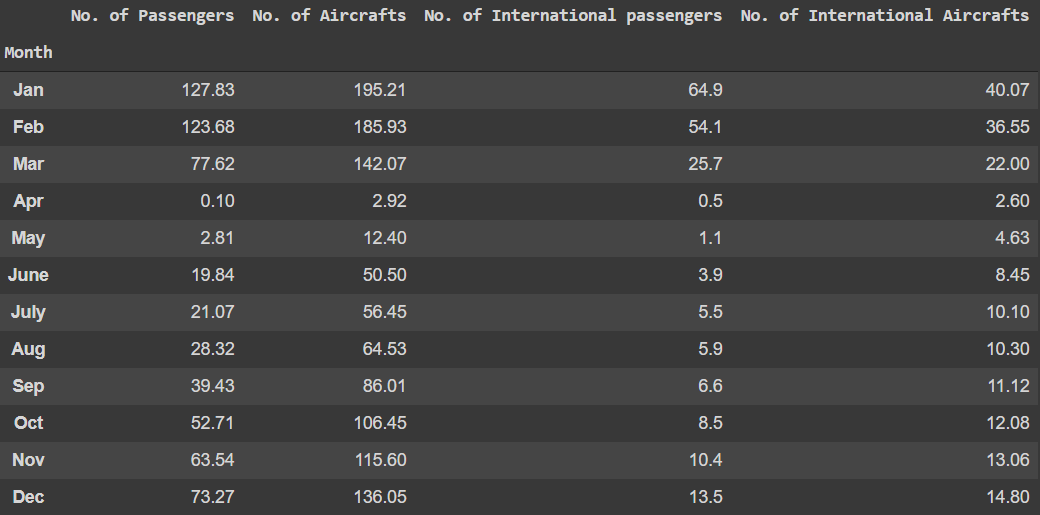 No. of Passengers No. of Aircrafts No. of International passengers No. of International Aircrafts
Month
Jan 127.83 195.21 64.9 40.07
Feb 123.68 185.93 54.1 36.55
Mar 77.62 142.07 25.7 22.00
Apr 0.10 2.92 0.5 2.60
May 2.81 12.40 1.1 4.63
June 19.84 50.50 3.9 8.45
July 21.07 56.45 5.5 10.10
Aug 28.32 64.53 5.9 10.30
Sep 39.43 86.01 6.6 11.12
Oct 52.71 106.45 8.5 12.08
Nov 63.54 115.60 10.4 13.06
Dec 73.27 136.05 13.5 14.80